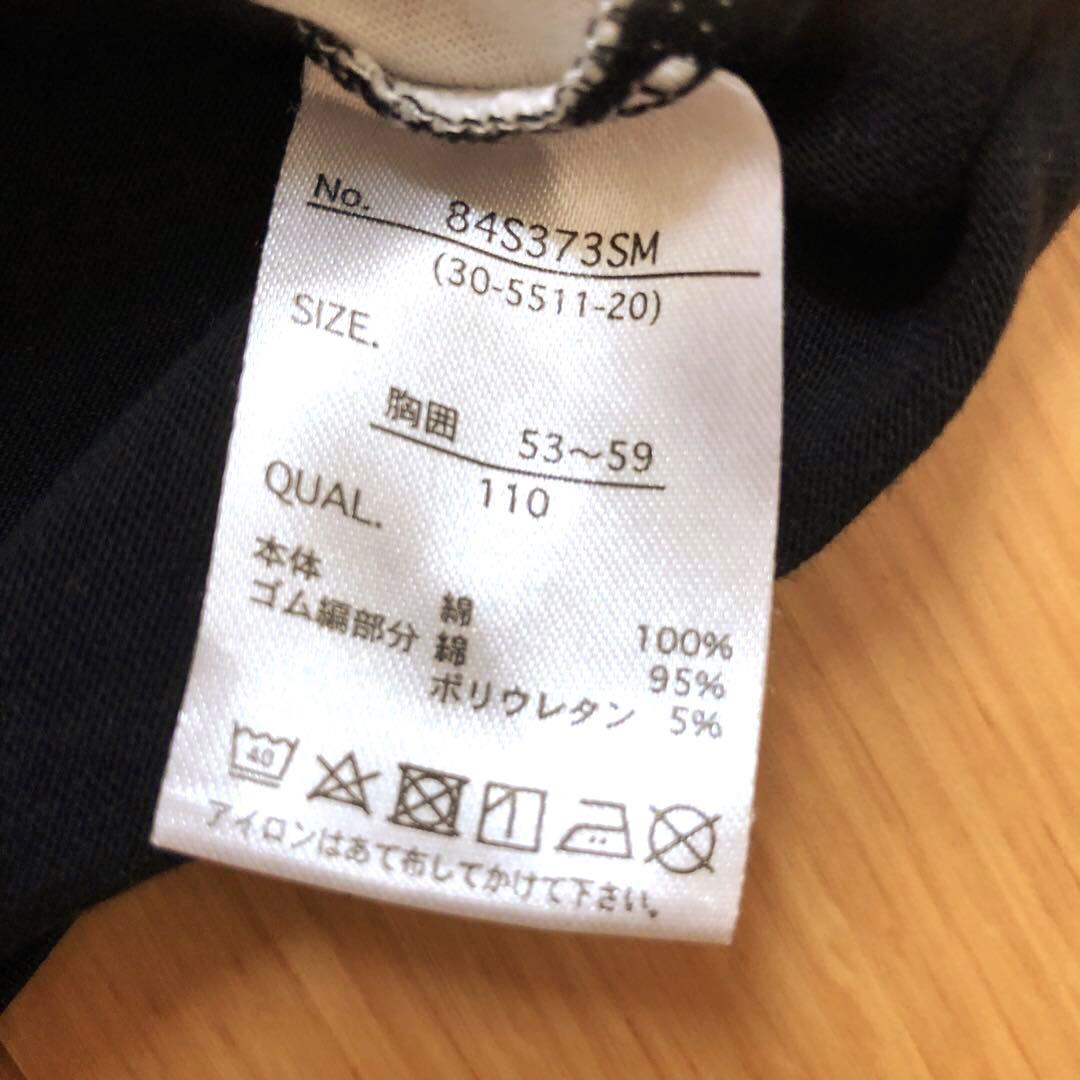 No. 84S373SM
(30-5511-20)
SIZE.
胸囲 53～59
110
QUAL.
本体 綿 100%
ゴム編部分 綿 95%
ポリウレタン 5%
40
アイロンはあて布してかけて下さい。